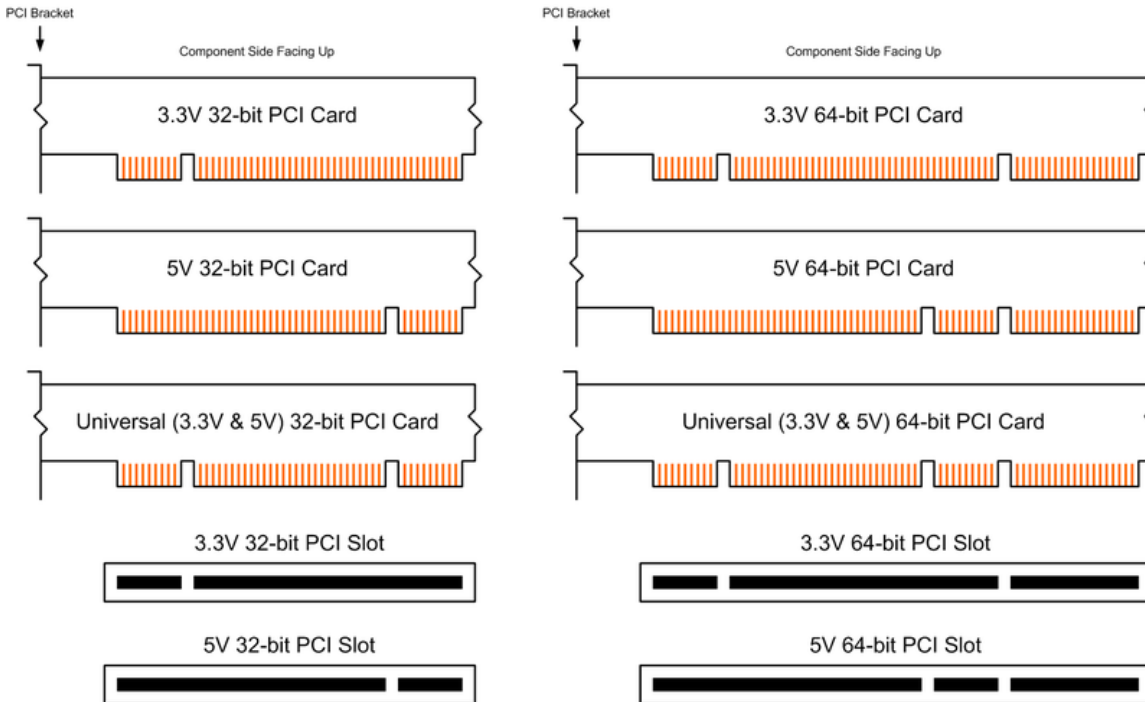 PCI Bracket
Component Side Facing Up
3.3V 32-bit PCI Card
5V 32-bit PCI Card
Universal (3.3V & 5V) 32-bit PCI Card
3.3V 32-bit PCI Slot
5V 32-bit PCI Slot
PCI Bracket
Component Side Facing Up
3.3V 64-bit PCI Card
5V 64-bit PCI Card
Universal (3.3V & 5V) 64-bit PCI Card
3.3V 64-bit PCI Slot
5V 64-bit PCI Slot